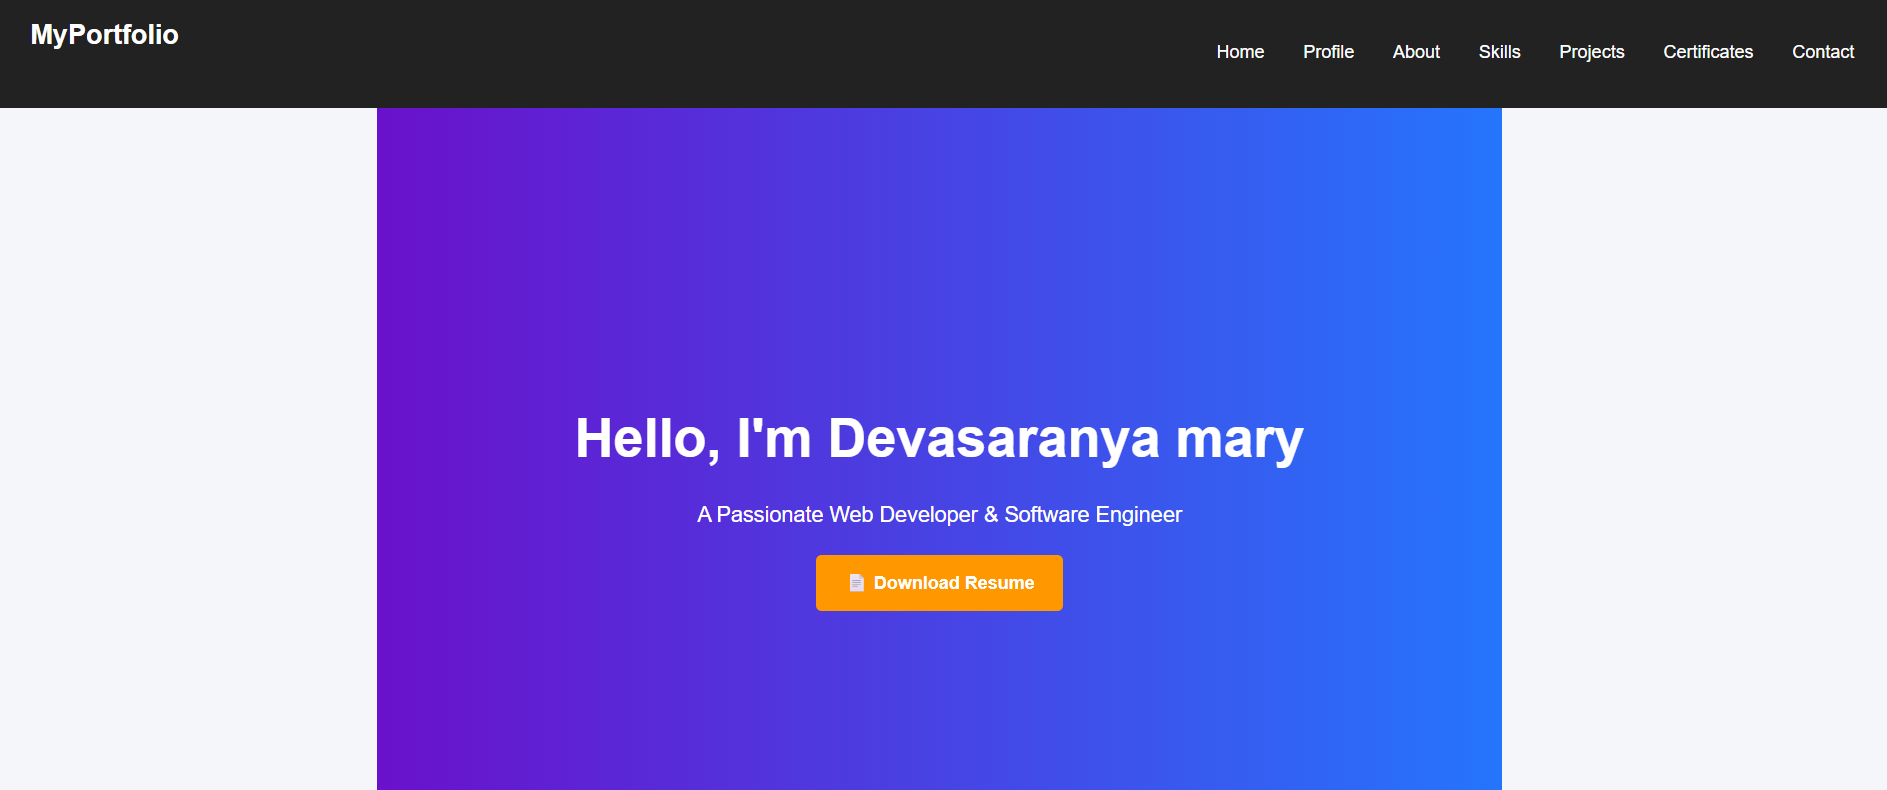 MyPortfolio
Home Profile About Skills Projects Certificates Contact
Hello, I'm Devasaranya mary
A Passionate Web Developer & Software Engineer
📄 Download Resume